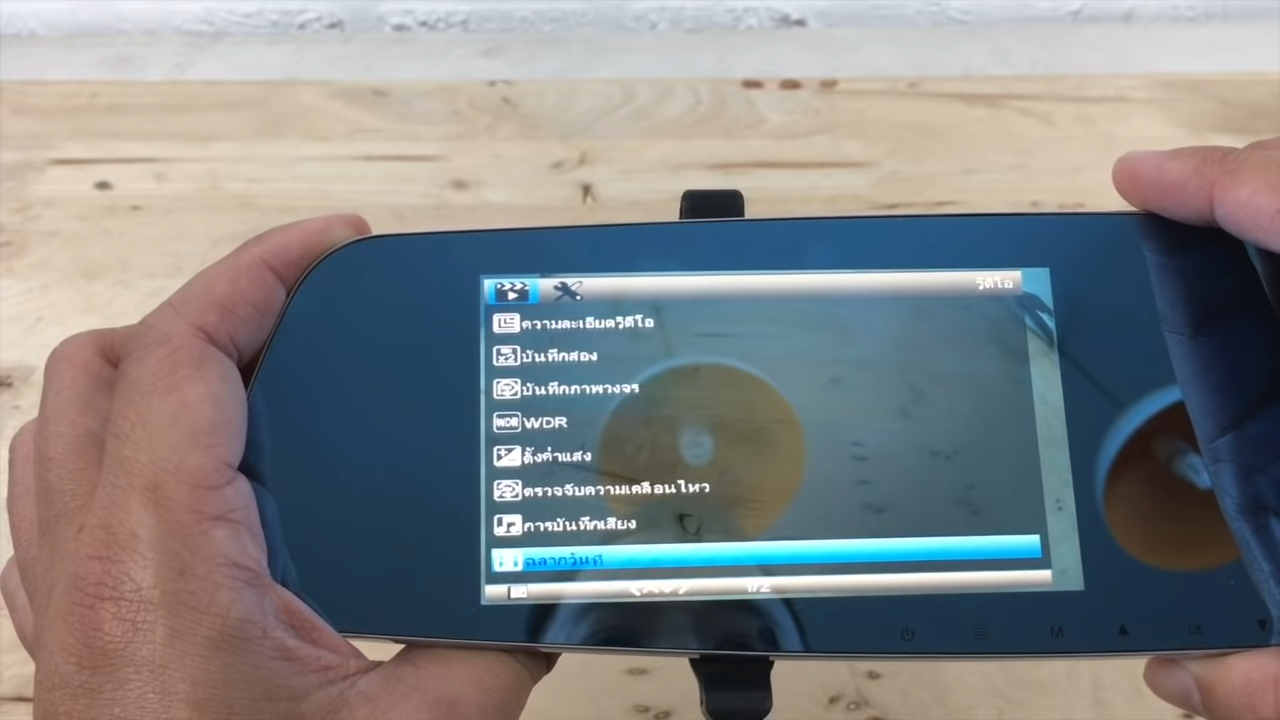 วีดีโอ
ความละเอียดวีดีโอ
x2 บันทึกสอง
บันทึกภาพวงจร
WDR WDR
ตั้งค่าแสง
ตรวจจับความเคลื่อนไหว
การบันทึกเสียง
ฉลากวันที่
1/2
M
OK